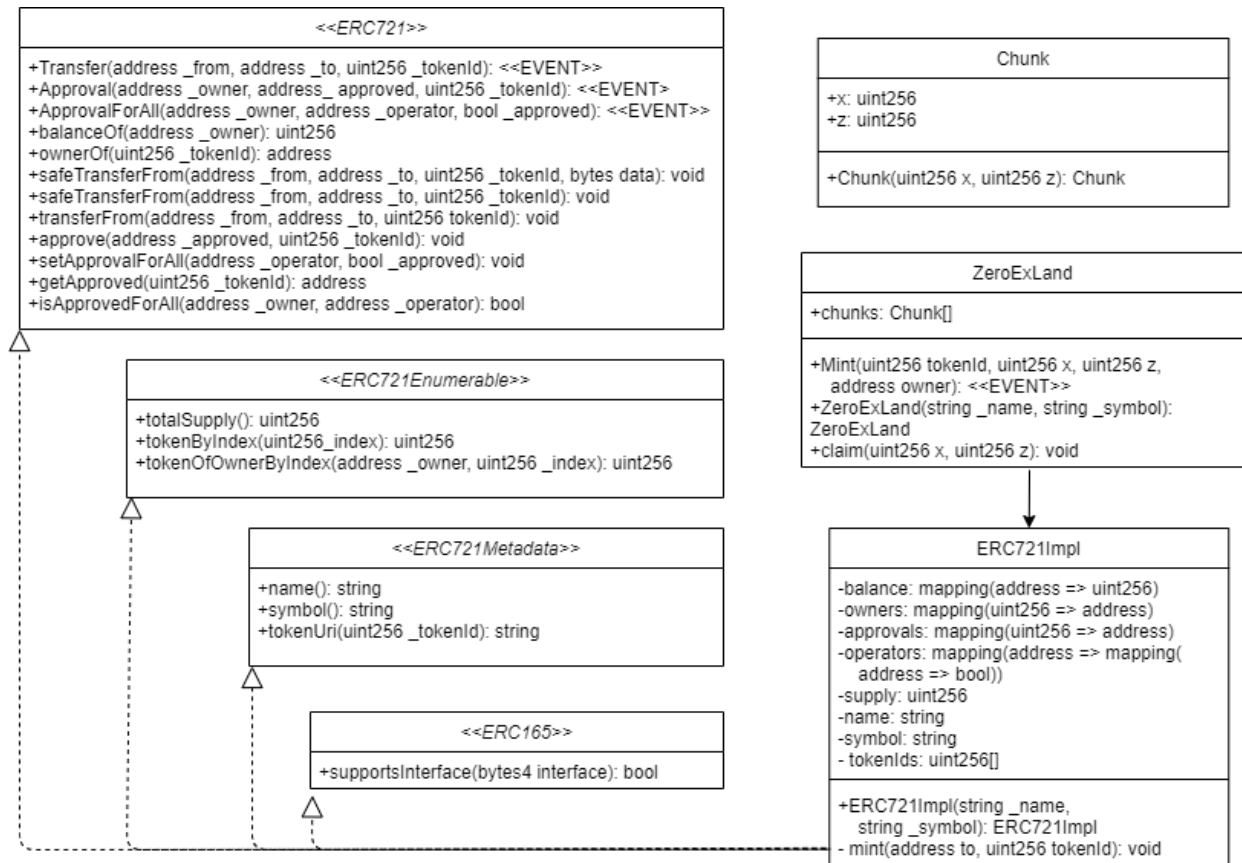 <<ERC721>>
+Transfer(address _from, address _to, uint256 _tokenId): <<EVENT>>
+Approval(address _owner, address_ approved, uint256 _tokenId): <<EVENT>
+ApprovalForAll(address _owner, address _operator, bool _approved): <<EVENT>>
+balanceOf(address _owner): uint256
+ownerOf(uint256 _tokenId): address
+safeTransferFrom(address _from, address _to, uint256 _tokenId, bytes data): void
+safeTransferFrom(address _from, address _to, uint256 _tokenId): void
+transferFrom(address _from, address _to, uint256 tokenId): void
+approve(address _approved, uint256 _tokenId): void
+setApprovalForAll(address _operator, bool _approved): void
+getApproved(uint256 _tokenId): address
+isApprovedForAll(address _owner, address _operator): bool
<<ERC721Enumerable>>
+totalSupply(): uint256
+tokenByIndex(uint256_index): uint256
+tokenOfOwnerByIndex(address _owner, uint256 _index): uint256
<<ERC721Metadata>>
+name(): string
+symbol(): string
+tokenUri(uint256 _tokenId): string
<<ERC165>>
+supportsInterface(bytes4 interface): bool
Chunk
+x: uint256
+z: uint256
+Chunk(uint256 x, uint256 z): Chunk
ZeroExLand
+chunks: Chunk[]
+Mint(uint256 tokenId, uint256 x, uint256 z,
address owner): <<EVENT>>
+ZeroExLand(string _name, string _symbol):
ZeroExLand
+claim(uint256 x, uint256 z): void
ERC721Impl
-balance: mapping(address => uint256)
-owners: mapping(uint256 => address)
-approvals: mapping(uint256 => address)
-operators: mapping(address => mapping(
address => bool))
-supply: uint256
-name: string
-symbol: string
- tokenIds: uint256[]
+ERC721Impl(string _name,
string _symbol): ERC721Impl
- mint(address to, uint256 tokenId): void